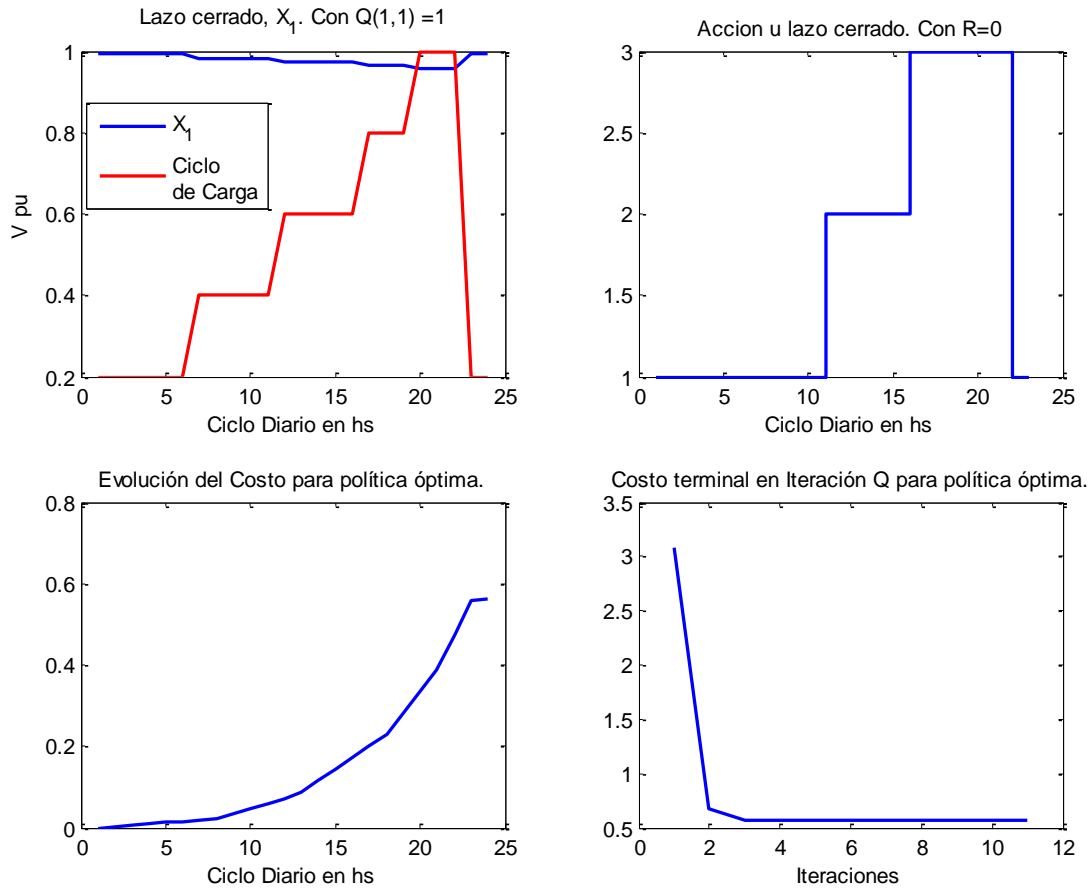 Lazo cerrado, X1. Con Q(1,1) =1
1
0.8
0.6
0.4
0.2
V pu
X1
Ciclo
de Carga
0 5 10 15 20 25
Ciclo Diario en hs
Accion u lazo cerrado. Con R=0
3
2.5
2
1.5
1
0 5 10 15 20 25
Ciclo Diario en hs
Evolución del Costo para política óptima.
0.8
0.6
0.4
0.2
0
0 5 10 15 20 25
Ciclo Diario en hs
Costo terminal en Iteración Q para política óptima.
3.5
3
2.5
2
1.5
1
0.5
0 2 4 6 8 10 12
Iteraciones